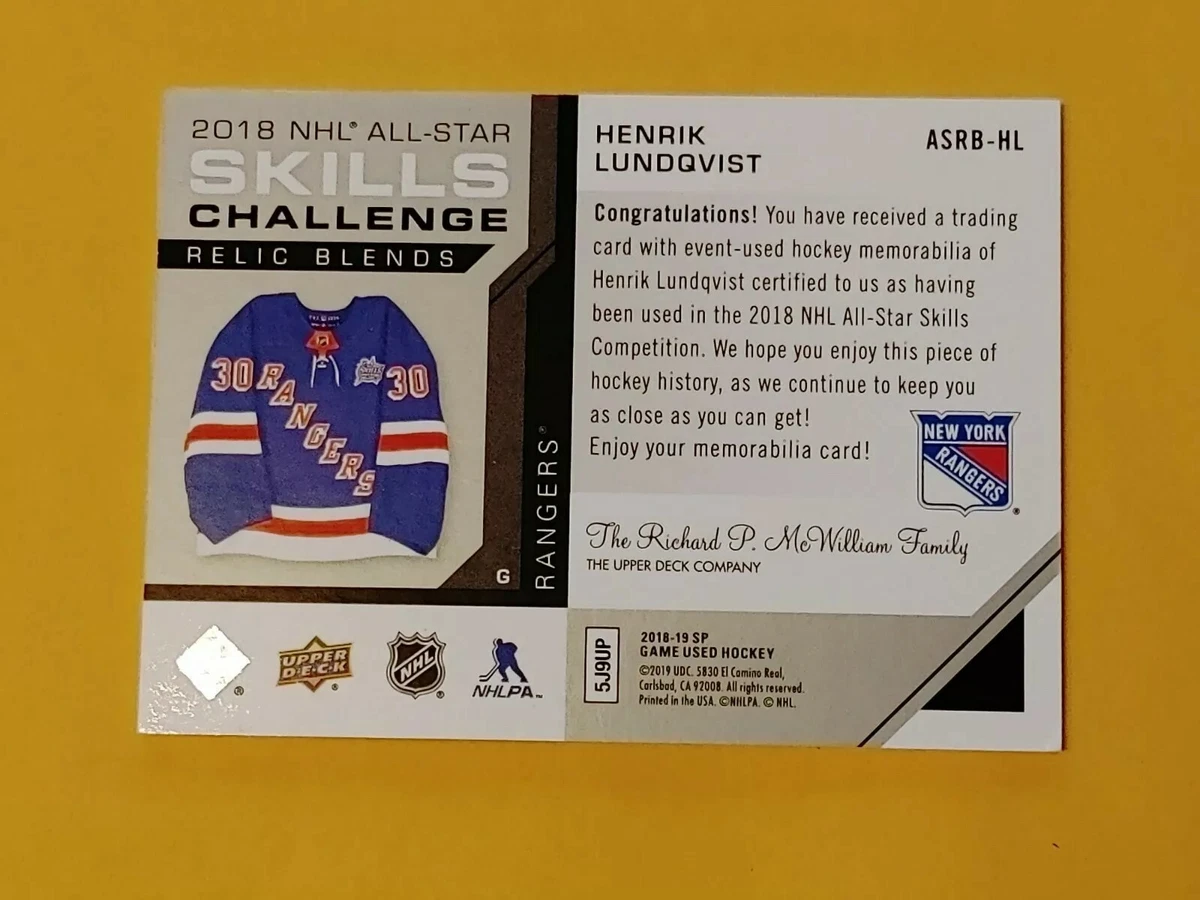 2018 NHL® ALL-STAR
SKILLS
CHALLENGE
RELIC BLENDS
30 RANGERS 30
G
RANGERS®
UPPER
DECK
®
NHL
®
NHLPA™
HENRIK
LUNDQVIST
ASRB-HL
Congratulations! You have received a trading
card with event-used hockey memorabilia of
Henrik Lundqvist certified to us as having
been used in the 2018 NHL All-Star Skills
Competition. We hope you enjoy this piece of
hockey history, as we continue to keep you
as close as you can get!
Enjoy your memorabilia card!
NEW YORK
RANGERS
®
The Richard P. McWilliam Family
THE UPPER DECK COMPANY
5J9UP
2018-19 SP
GAME USED HOCKEY
©2019 UDC. 5830 El Camino Real,
Carlsbad, CA 92008. All rights reserved.
Printed in the USA. ©NHLPA. © NHL.